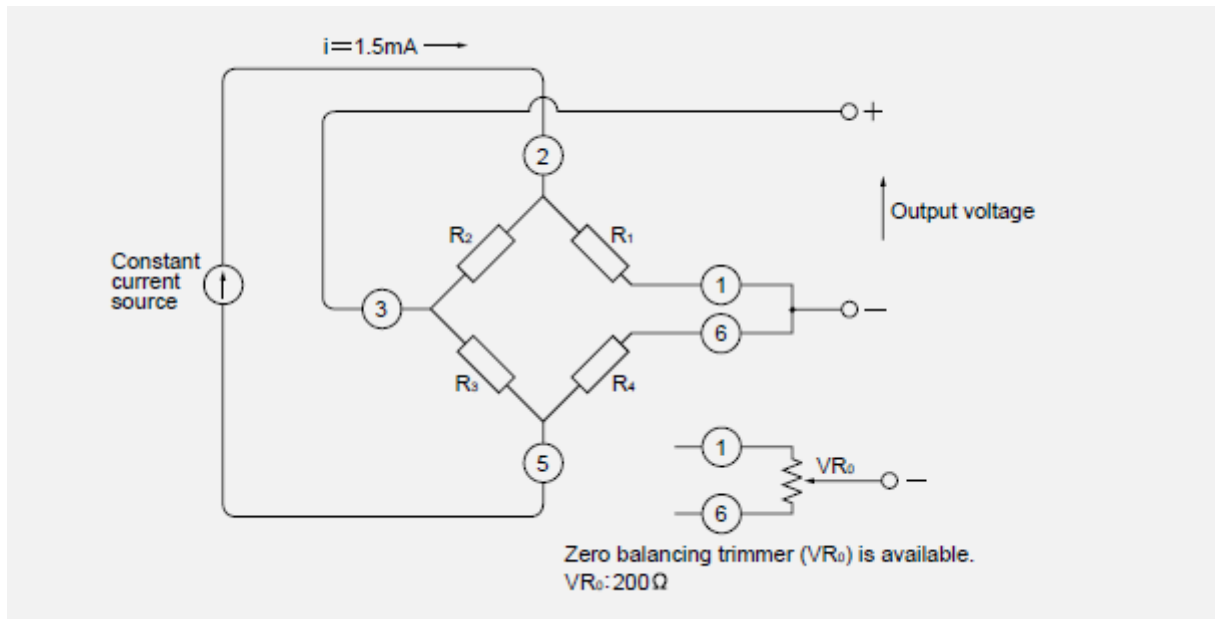 i=1.5mA
+
2
Output voltage
R₂
R₁
Constant
current
source
1
3
−
6
R₃
R₄
1
5
VR₀
−
6
Zero balancing trimmer (VR₀) is available.
VR₀:200Ω